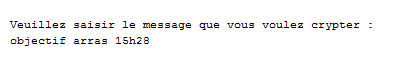 Veuillez saisir le message que vous voulez crypter :
objectif arras 15h28